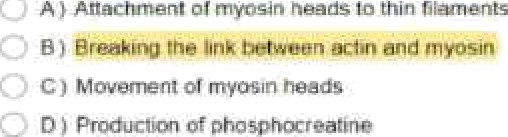 A) Attachment of myosin heads to thin filaments
B) Breaking the link between actin and myosin
C) Movement of myosin heads
D) Production of phosphocreatine